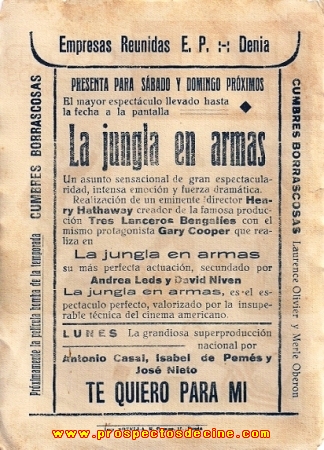 Empresas Reunidas E. P. :-: Denia
PRESENTA PARA SÁBADO Y DOMINGO PRÓXIMOS
El mayor espectáculo llevado hasta
la fecha a la pantalla
La jungla en armas
Un asunto sensacional de gran espectacula-
ridad, intensa emoción y fuerza dramática.
Realización de un eminente director Hen-
ry Hathaway creador de la famosa produc-
ción Tres Lanceros Bengalíes con el
mismo protagonista Gary Cooper que rea-
liza en
La jungla en armas
su más perfecta actuación, secundado por
Andrea Leds y David Niven
La jungla en armas, es el es-
pectáculo perfecto, valorizado por la insupe-
rable técnica del cine americano.
LUNES La grandiosa superproducción
nacional por
Antonio Casal, Isabel de Pomés y
José Nieto
TE QUIERO PARA MI
Próximamente la película bomba de la temporada CUMBRES BORRASCOSAS
CUMBRES BORRASCOSAS Laurence Olivier y Merle Oberon
www.prospectosdecine.com